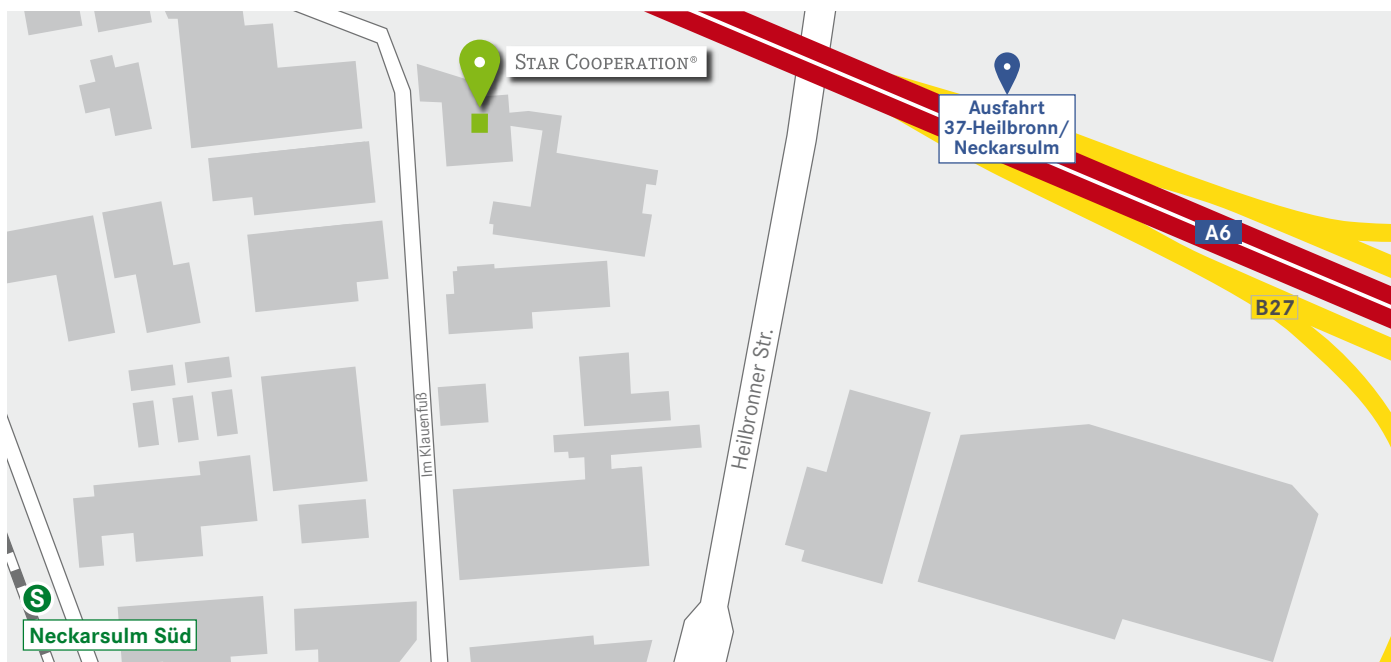 STAR COOPERATION®
Ausfahrt
37-Heilbronn/
Neckarsulm
A6
B27
Heilbronner Str.
Im Klauenfuß
S
Neckarsulm Süd